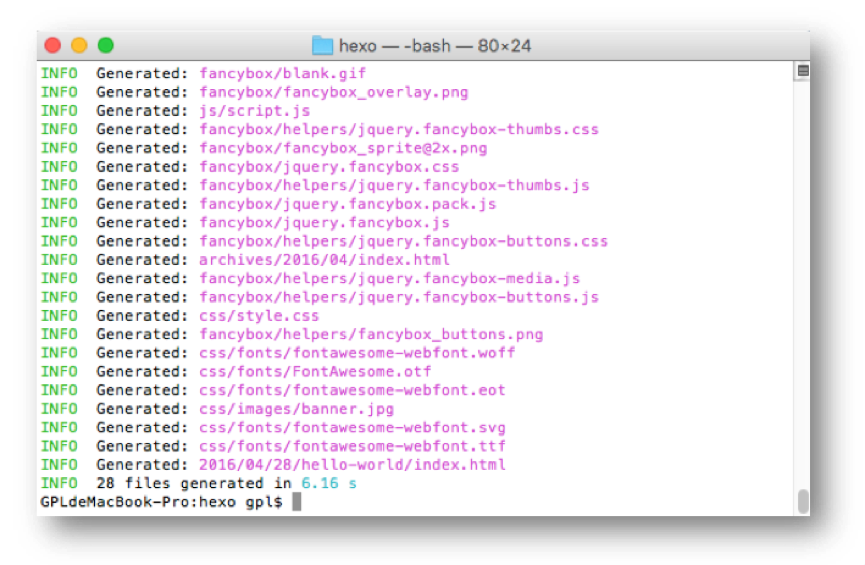 hexo — -bash — 80×24
INFO  Generated: fancybox/blank.gif
INFO  Generated: fancybox/fancybox_overlay.png
INFO  Generated: js/script.js
INFO  Generated: fancybox/helpers/jquery.fancybox-thumbs.css
INFO  Generated: fancybox/fancybox_sprite@2x.png
INFO  Generated: fancybox/jquery.fancybox.css
INFO  Generated: fancybox/helpers/jquery.fancybox-thumbs.js
INFO  Generated: fancybox/jquery.fancybox.pack.js
INFO  Generated: fancybox/jquery.fancybox.js
INFO  Generated: fancybox/helpers/jquery.fancybox-buttons.css
INFO  Generated: archives/2016/04/index.html
INFO  Generated: fancybox/helpers/jquery.fancybox-media.js
INFO  Generated: fancybox/helpers/jquery.fancybox-buttons.js
INFO  Generated: css/style.css
INFO  Generated: fancybox/helpers/fancybox_buttons.png
INFO  Generated: css/fonts/fontawesome-webfont.woff
INFO  Generated: css/fonts/FontAwesome.otf
INFO  Generated: css/fonts/fontawesome-webfont.eot
INFO  Generated: css/images/banner.jpg
INFO  Generated: css/fonts/fontawesome-webfont.svg
INFO  Generated: css/fonts/fontawesome-webfont.ttf
INFO  Generated: 2016/04/28/hello-world/index.html
INFO  28 files generated in 6.16 s
GPLdeMacBook-Pro:hexo gpl$